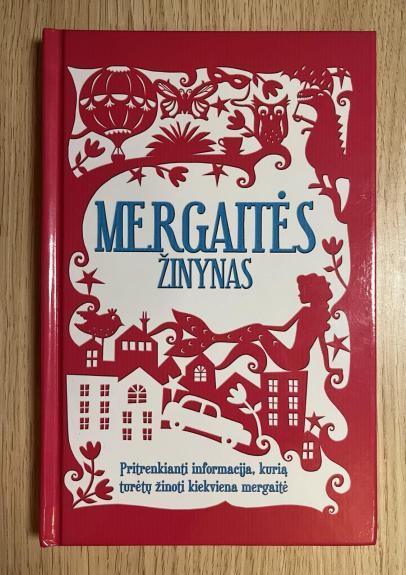 MERGAITĖS
ŽINYNAS
Pritrenkianti informacija, kurią
turėtų žinoti kiekviena mergaitė